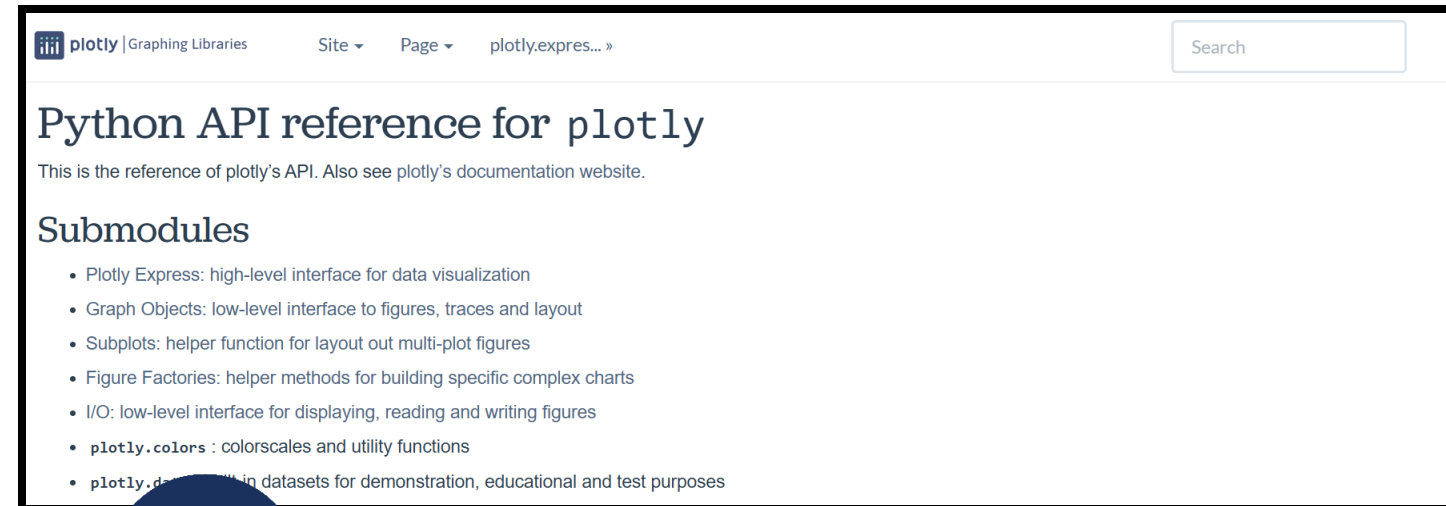 plotly | Graphing Libraries Site Page plotly.expres... » Search
Python API reference for plotly
This is the reference of plotly’s API. Also see plotly’s documentation website.
Submodules
• Plotly Express: high-level interface for data visualization
• Graph Objects: low-level interface to figures, traces and layout
• Subplots: helper function for layout out multi-plot figures
• Figure Factories: helper methods for building specific complex charts
• I/O: low-level interface for displaying, reading and writing figures
• plotly.colors : colorscales and utility functions
• in datasets for demonstration, educational and test purposes